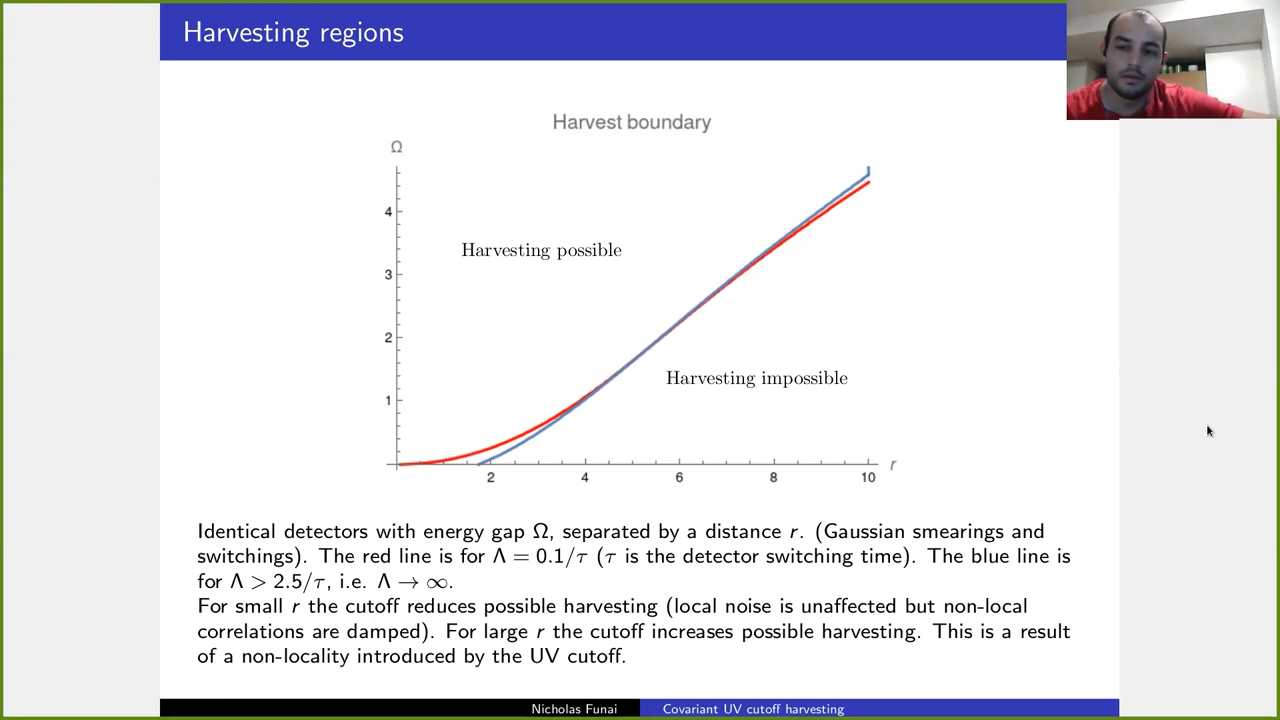 Harvesting regions
Harvest boundary
Ω
4
3
2
1
Harvesting possible
Harvesting impossible
2 4 6 8 10 r
Identical detectors with energy gap Ω, separated by a distance r. (Gaussian smearings and
switchings). The red line is for Λ = 0.1/τ (τ is the detector switching time). The blue line is
for Λ > 2.5/τ, i.e. Λ → ∞.
For small r the cutoff reduces possible harvesting (local noise is unaffected but non-local
correlations are damped). For large r the cutoff increases possible harvesting. This is a result
of a non-locality introduced by the UV cutoff.
Nicholas Funai Covariant UV cutoff harvesting